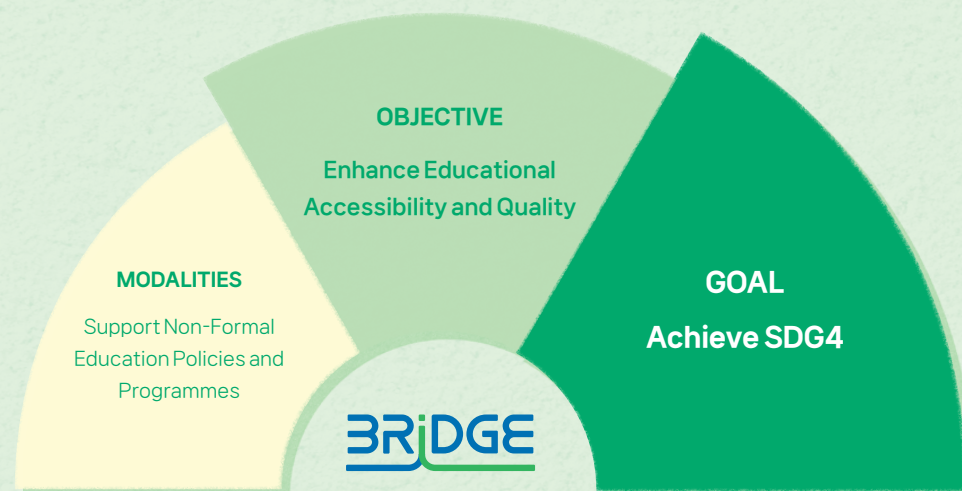 OBJECTIVE
Enhance Educational
Accessibility and Quality
MODALITIES
Support Non-Formal
Education Policies and
Programmes
GOAL
Achieve SDG4
BRiDGE